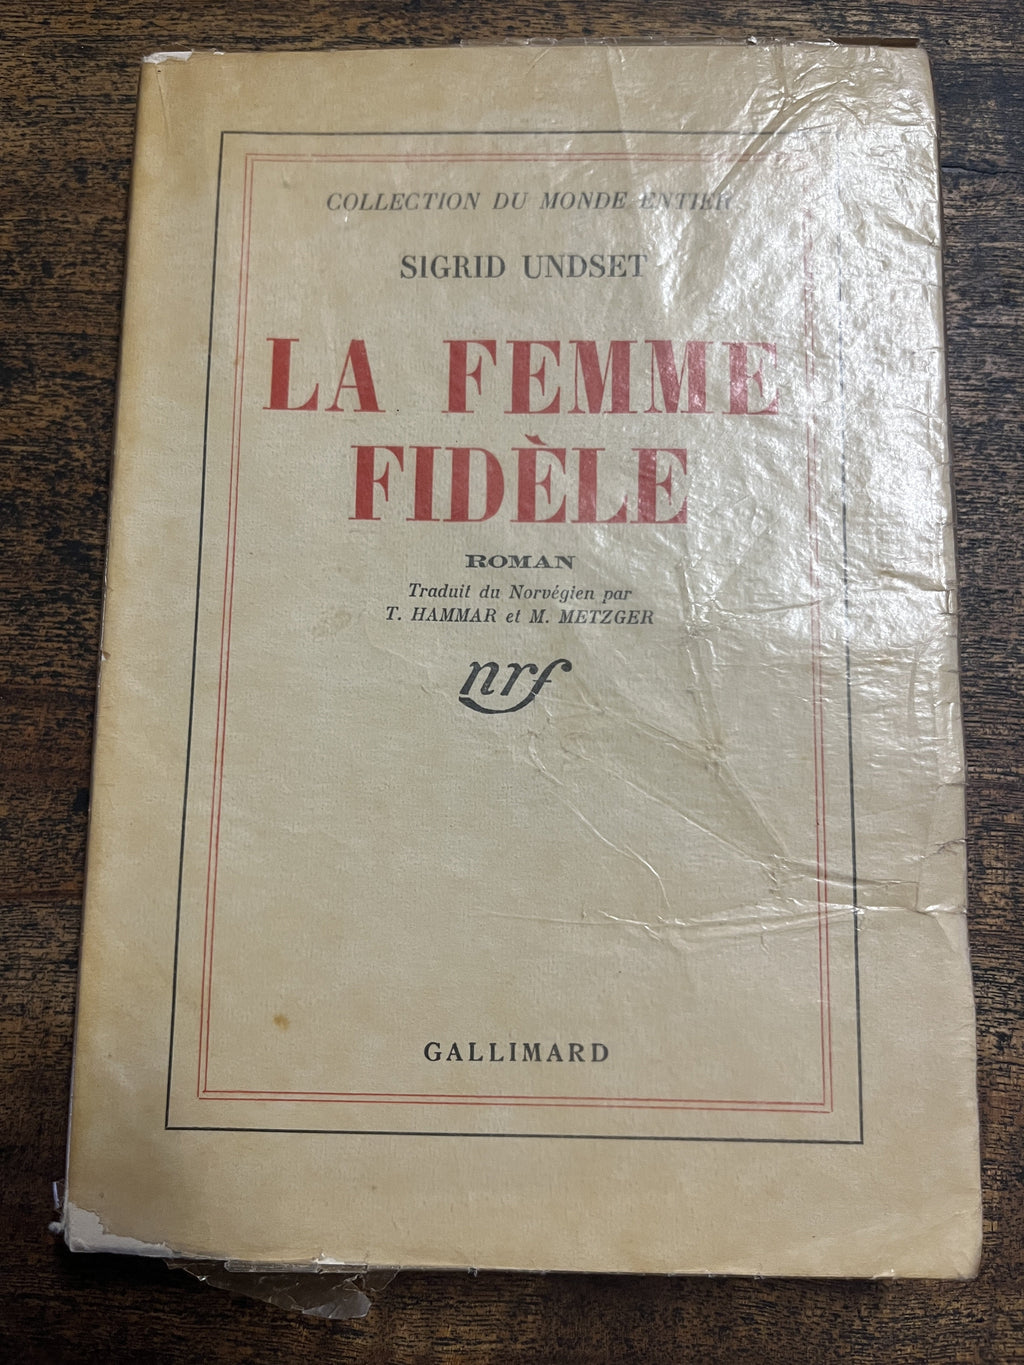 COLLECTION DU MONDE ENTIER
SIGRID UNDSET
LA FEMME
FIDÈLE
ROMAN
Traduit du Norvégien par
T. HAMMAR et M. METZGER
nrf
GALLIMARD